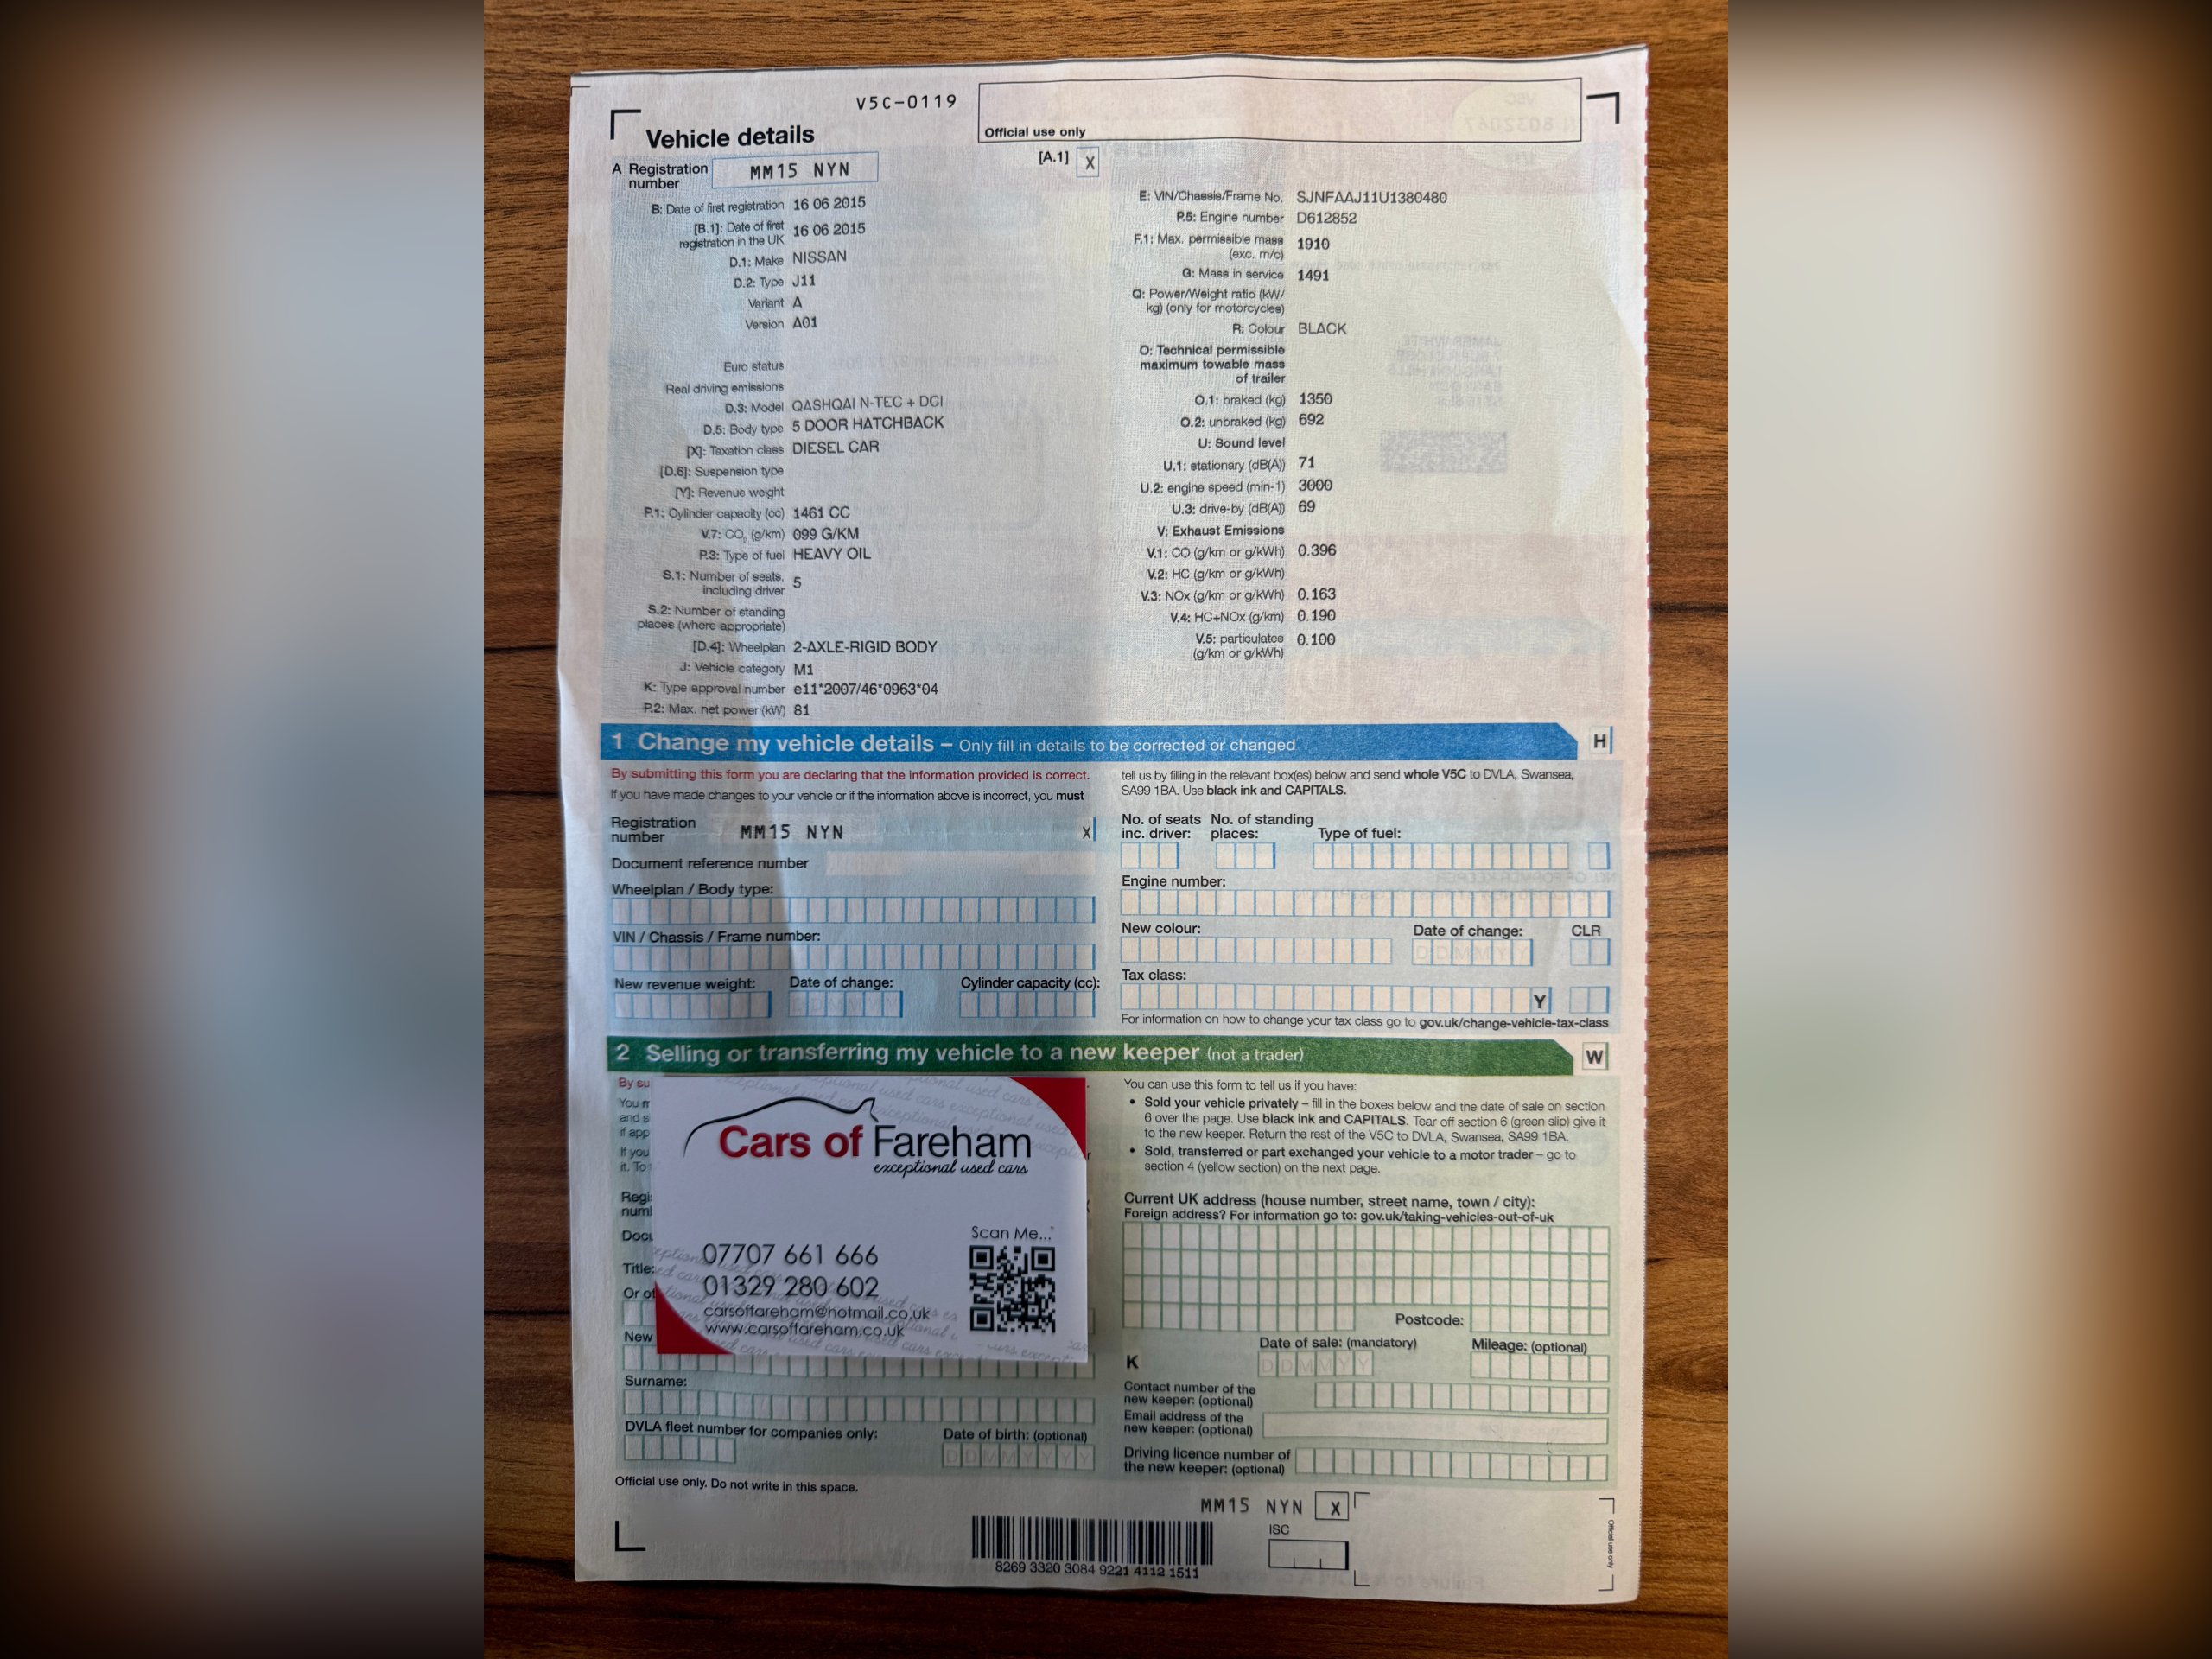 V5C-0119
Official use only
Vehicle details
A Registration number MM15 NYN
[A.1] X
B: Date of first registration 16 06 2015
[B.1]: Date of first registration in the UK 16 06 2015
D.1: Make NISSAN
D.2: Type J11
Variant A
Version A01
Euro status
Real driving emissions
D.3: Model QASHQAI N-TEC + DCI
D.5: Body type 5 DOOR HATCHBACK
[X]: Taxation class DIESEL CAR
[D.6]: Suspension type
[Y]: Revenue weight
P.1: Cylinder capacity (cc) 1461 CC
V.7: CO2 (g/km) 099 G/KM
P.3: Type of fuel HEAVY OIL
S.1: Number of seats, including driver 5
S.2: Number of standing places (where appropriate)
[D.4]: Wheelplan 2-AXLE-RIGID BODY
J: Vehicle category M1
K: Type approval number e11*2007/46*0963*04
P.2: Max. net power (kW) 81
E: VIN/Chassis/Frame No. SJNFAAJ11U1380480
P.5: Engine number D612852
F.1: Max. permissible mass (exc. m/c) 1910
G: Mass in service 1491
Q: Power/Weight ratio (kW/kg) (only for motorcycles)
R: Colour BLACK
O: Technical permissible maximum towable mass of trailer
O.1: braked (kg) 1350
O.2: unbraked (kg) 692
U: Sound level
U.1: stationary (dB(A)) 71
U.2: engine speed (min-1) 3000
U.3: drive-by (dB(A)) 69
V: Exhaust Emissions
V.1: CO (g/km or g/kWh) 0.396
V.2: HC (g/km or g/kWh)
V.3: NOx (g/km or g/kWh) 0.163
V.4: HC+NOx (g/km) 0.190
V.5: particulates (g/km or g/kWh) 0.100
1 Change my vehicle details – Only fill in details to be corrected or changed
H
By submitting this form you are declaring that the information provided is correct.
If you have made changes to your vehicle or if the information above is incorrect, you must
tell us by filling in the relevant box(es) below and send whole V5C to DVLA, Swansea,
SA99 1BA. Use black ink and CAPITALS.
Registration number MM15 NYN X
Document reference number
Wheelplan / Body type:
VIN / Chassis / Frame number:
New revenue weight: Date of change: Cylinder capacity (cc):
No. of seats inc. driver: No. of standing places: Type of fuel:
Engine number:
New colour: Date of change: CLR
DDMMYY
Tax class:
Y
For information on how to change your tax class go to gov.uk/change-vehicle-tax-class
2 Selling or transferring my vehicle to a new keeper (not a trader)
W
By su
You m
and s
if app
If you
it. To
Regi
numl
Docu
Title:
Or ot
New
Cars of Fareham
exceptional used cars
Scan Me...
07707 661 666
01329 280 602
carsoffareham@hotmail.co.uk
www.carsoffareham.co.uk
Surname:
DVLA fleet number for companies only: Date of birth: (optional)
DDMMYYYY
Official use only. Do not write in this space.
You can use this form to tell us if you have:
• Sold your vehicle privately – fill in the boxes below and the date of sale on section
6 over the page. Use black ink and CAPITALS. Tear off section 6 (green slip) give it
to the new keeper. Return the rest of the V5C to DVLA, Swansea, SA99 1BA.
• Sold, transferred or part exchanged your vehicle to a motor trader – go to
section 4 (yellow section) on the next page.
Current UK address (house number, street name, town / city):
Foreign address? For information go to: gov.uk/taking-vehicles-out-of-uk
Postcode:
Date of sale: (mandatory) Mileage: (optional)
K DDMMYY
Contact number of the
new keeper: (optional)
Email address of the
new keeper: (optional)
Driving licence number of
the new keeper: (optional)
MM15 NYN X
ISC
8269 3320 3084 9221 4112 1511
Official use only